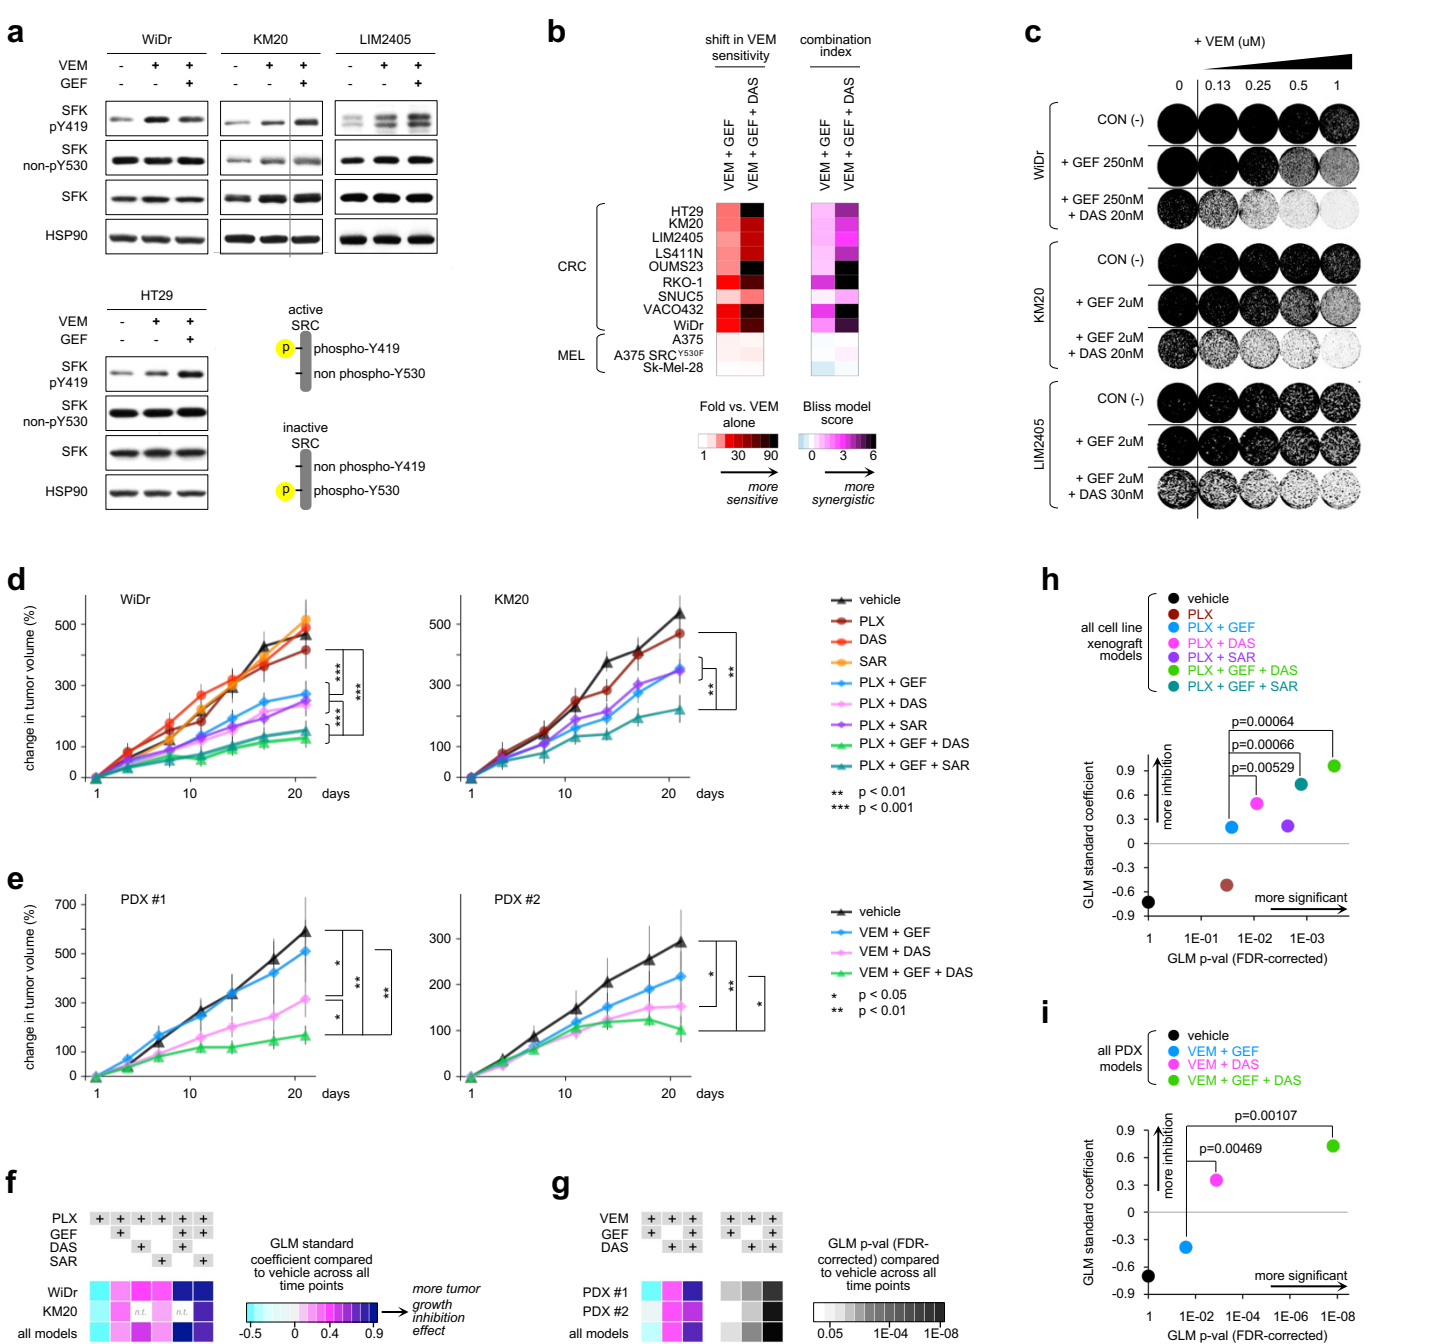 a
WiDr KM20 LIM2405
VEM - + + - + + - + +
GEF - - + - - + - - +
SFK
pY419
SFK
non-pY530
SFK
HSP90
HT29
VEM - + +
GEF - - +
SFK
pY419
SFK
non-pY530
SFK
HSP90
active
SRC
p phospho-Y419
non phospho-Y530
inactive
SRC
non phospho-Y419
p phospho-Y530
b
shift in VEM
sensitivity
combination
index
VEM + GEF
VEM + GEF + DAS
VEM + GEF
VEM + GEF + DAS
CRC
HT29
KM20
LIM2405
LS411N
OUMS23
RKO-1
SNUC5
VACO432
WiDr
MEL
A375
A375 SRC^Y530F
Sk-Mel-28
Fold vs. VEM
alone
1 30 90
more
sensitive
Bliss model
score
0 3 6
more
synergistic
c
+ VEM (uM)
0 0.13 0.25 0.5 1
WiDr
CON (-)
+ GEF 250nM
+ GEF 250nM
+ DAS 20nM
KM20
CON (-)
+ GEF 2uM
+ GEF 2uM
+ DAS 20nM
LIM2405
CON (-)
+ GEF 2uM
+ GEF 2uM
+ DAS 30nM
d
change in tumor volume (%)
WiDr
500
300
100
0
1 10 20 days
***
***
***
KM20
500
300
100
0
1 10 20 days
**
**
vehicle
PLX
DAS
SAR
PLX + GEF
PLX + DAS
PLX + SAR
PLX + GEF + DAS
PLX + GEF + SAR
** p < 0.01
*** p < 0.001
e
change in tumor volume (%)
PDX #1
700
500
300
100
0
1 10 20 days
*
*
**
**
PDX #2
300
200
100
0
1 10 20 days
*
**
*
vehicle
VEM + GEF
VEM + DAS
VEM + GEF + DAS
* p < 0.05
** p < 0.01
f
PLX + + + + + +
GEF + + +
DAS + +
SAR + +
WiDr
KM20 n.t. n.t.
all models
GLM standard
coefficient compared
to vehicle across all
time points
-0.5 0 0.4 0.9
more tumor
growth
inhibition
effect
g
VEM + + + + + +
GEF + + + +
DAS + + + +
PDX #1
PDX #2
all models
GLM p-val (FDR-
corrected) compared
to vehicle across all
time points
0.05 1E-04 1E-08
h
all cell line
xenograft
models
vehicle
PLX
PLX + GEF
PLX + DAS
PLX + SAR
PLX + GEF + DAS
PLX + GEF + SAR
p=0.00064
p=0.00066
p=0.00529
GLM standard coefficient
more inhibition
0.9
0.6
0.3
0
-0.3
-0.6
-0.9
more significant
1 1E-01 1E-02 1E-03
GLM p-val (FDR-corrected)
i
all PDX
models
vehicle
VEM + GEF
VEM + DAS
VEM + GEF + DAS
p=0.00107
p=0.00469
GLM standard coefficient
more inhibition
0.9
0.6
0.3
0
-0.3
-0.6
-0.9
more significant
1 1E-02 1E-04 1E-06 1E-08
GLM p-val (FDR-corrected)